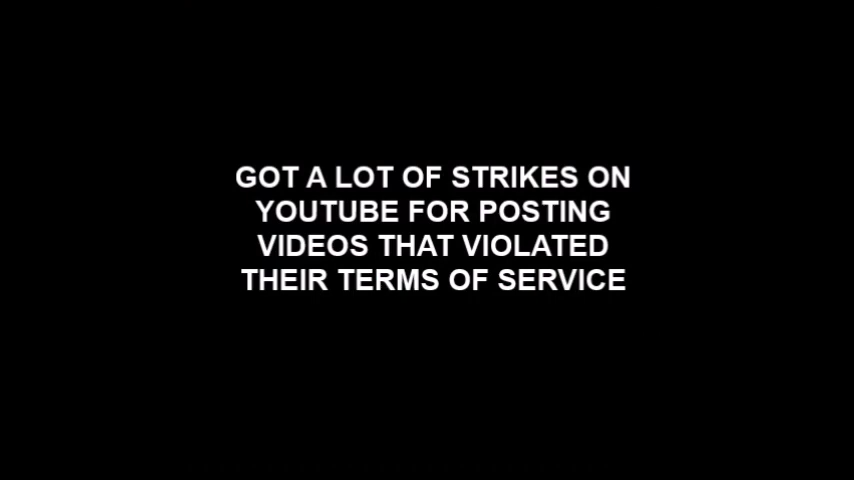 GOT A LOT OF STRIKES ON
YOUTUBE FOR POSTING
VIDEOS THAT VIOLATED
THEIR TERMS OF SERVICE